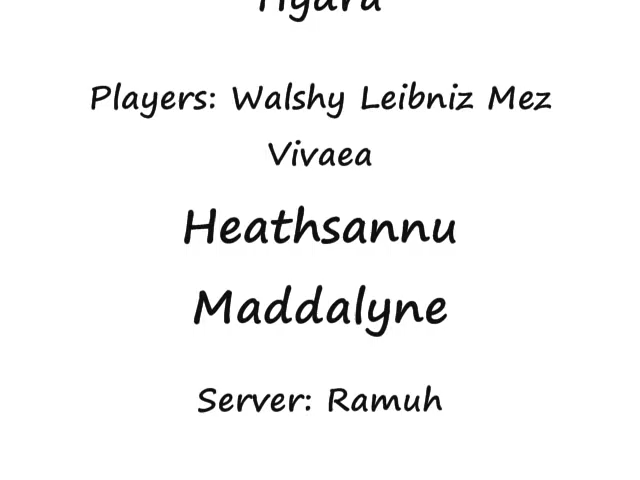 Players: Walshy Leibniz Mez
Vivaea
Heathsannu
Maddalyne
Server: Ramuh